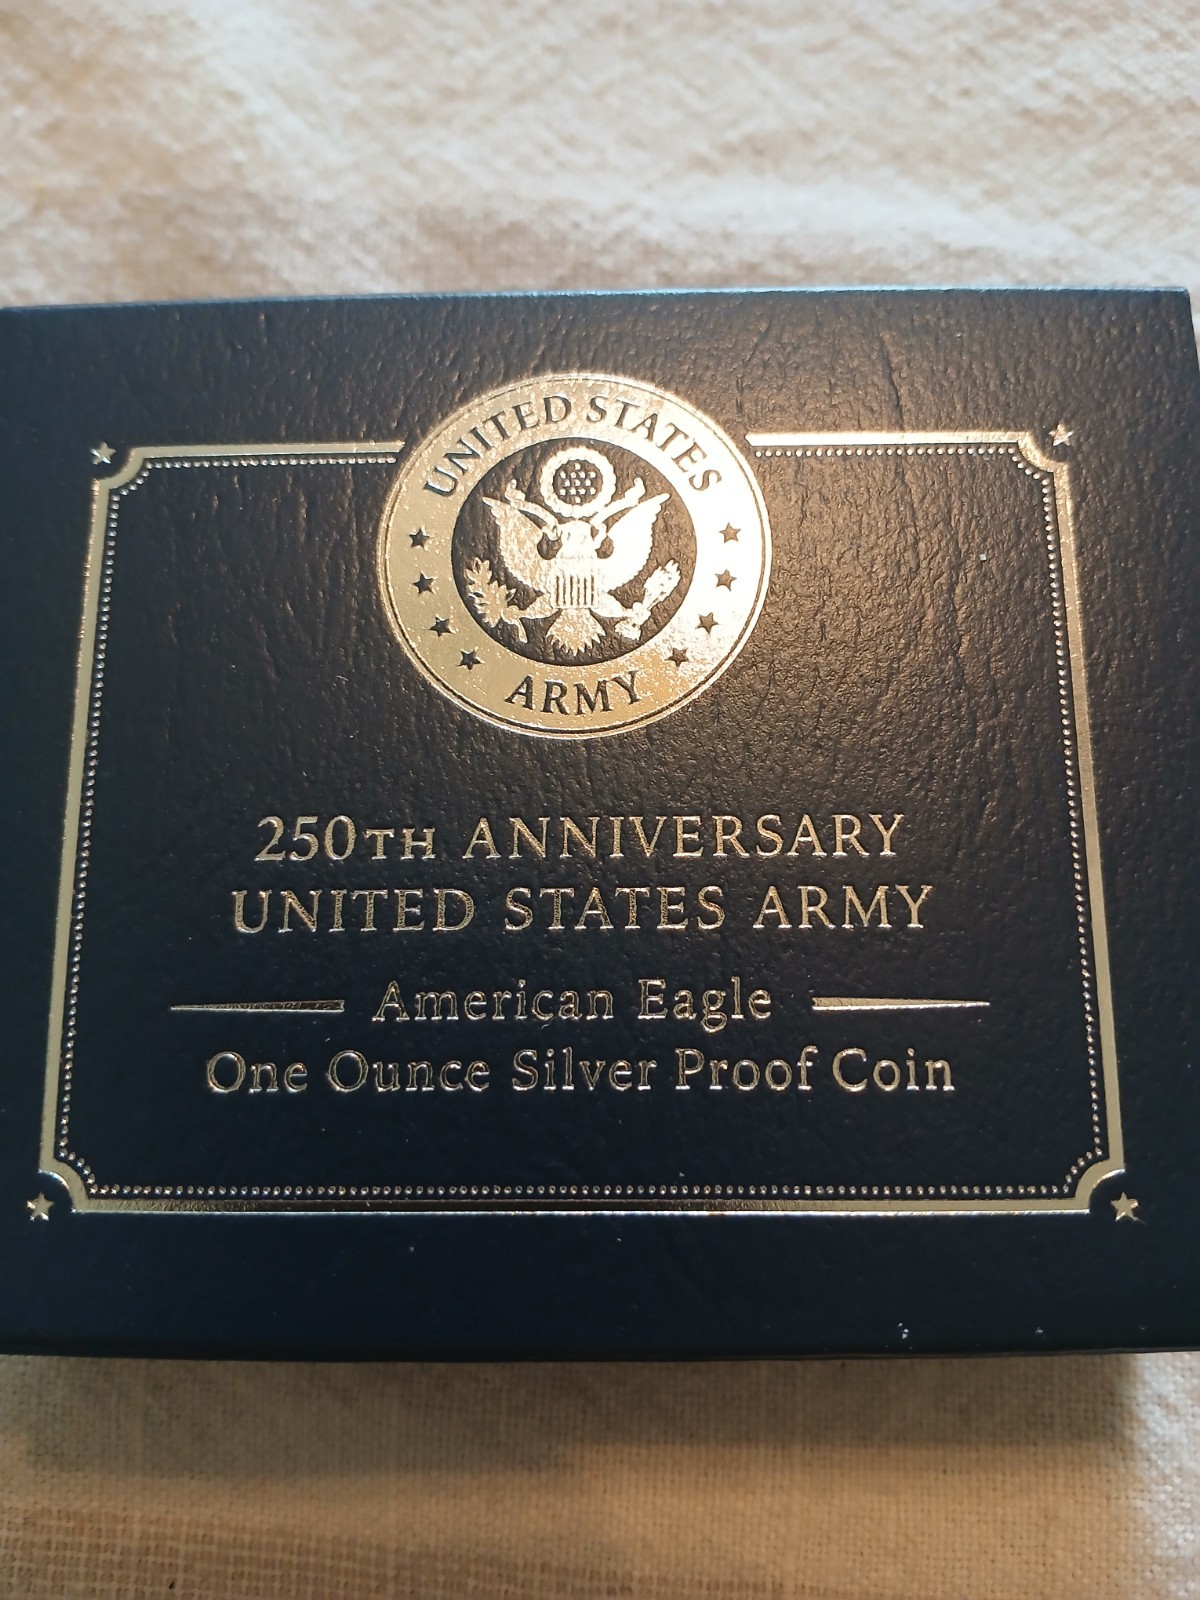 UNITED STATES
ARMY
250TH ANNIVERSARY
UNITED STATES ARMY
American Eagle
One Ounce Silver Proof Coin